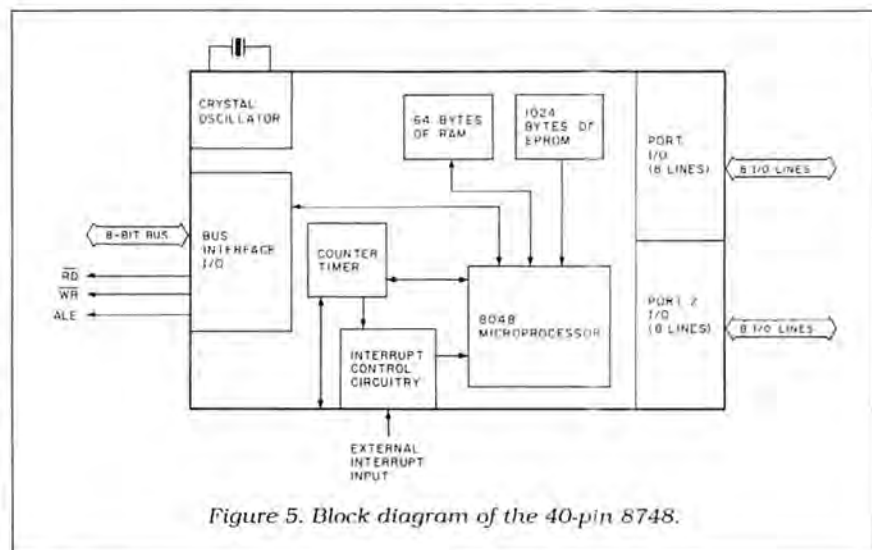 CRYSTAL
OSCILLATOR
64 BYTES
OF RAM
1024
BYTES OF
EPROM
PORT
I/O
(8 LINES)
8 I/O LINES
8-BIT BUS
BUS
INTERFACE
I/O
COUNTER
TIMER
RD
WR
ALE
8048
MICROPROCESSOR
PORT 2
I/O
(8 LINES)
8 I/O LINES
INTERRUPT
CONTROL
CIRCUITRY
EXTERNAL
INTERRUPT
INPUT
Figure 5. Block diagram of the 40-pin 8748.